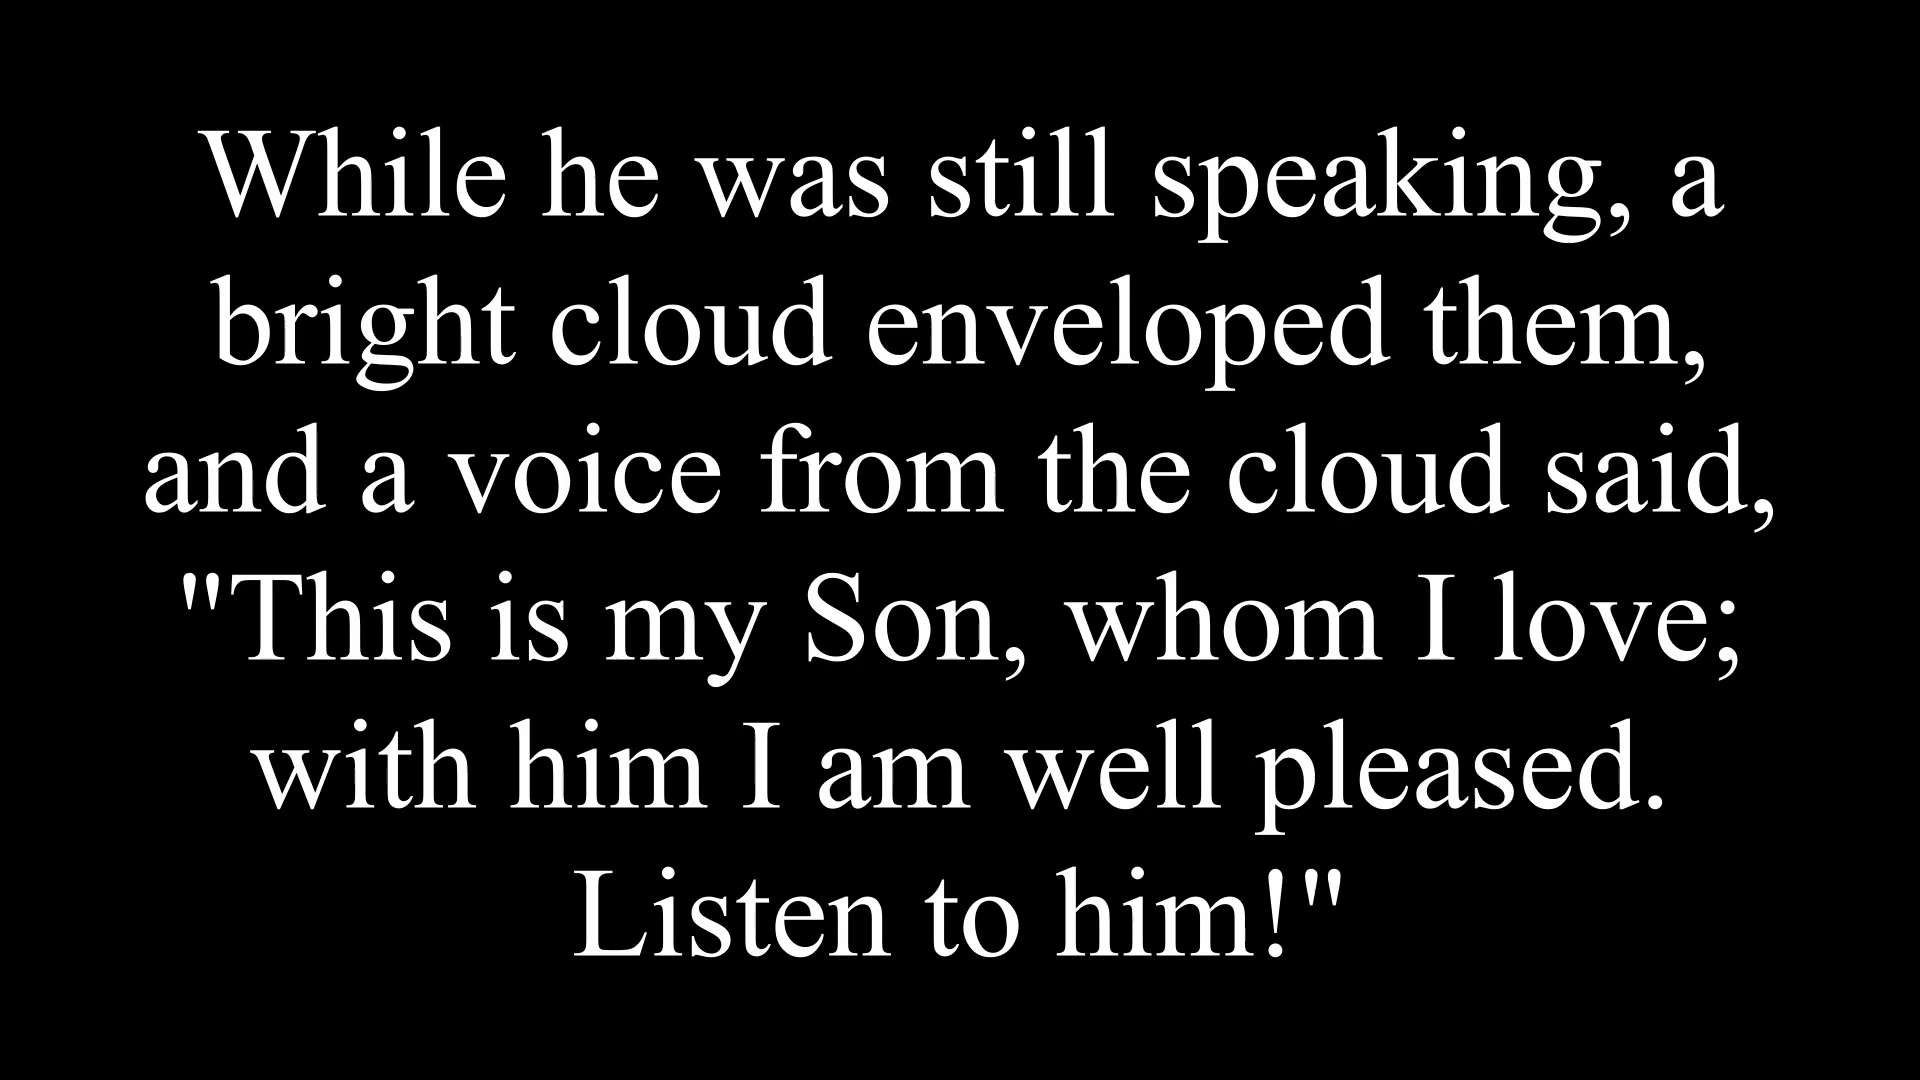 While he was still speaking, a
bright cloud enveloped them,
and a voice from the cloud said,
"This is my Son, whom I love;
with him I am well pleased.
Listen to him!"